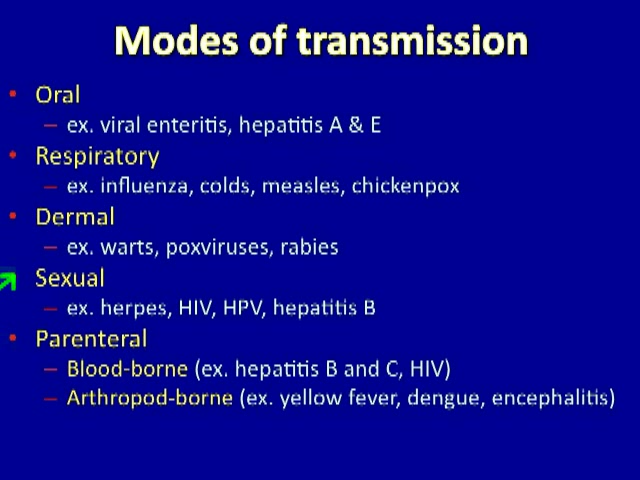 Modes of transmission
• Oral
– ex. viral enteritis, hepatitis A & E
• Respiratory
– ex. influenza, colds, measles, chickenpox
• Dermal
– ex. warts, poxviruses, rabies
Sexual
– ex. herpes, HIV, HPV, hepatitis B
• Parenteral
– Blood-borne (ex. hepatitis B and C, HIV)
– Arthropod-borne (ex. yellow fever, dengue, encephalitis)